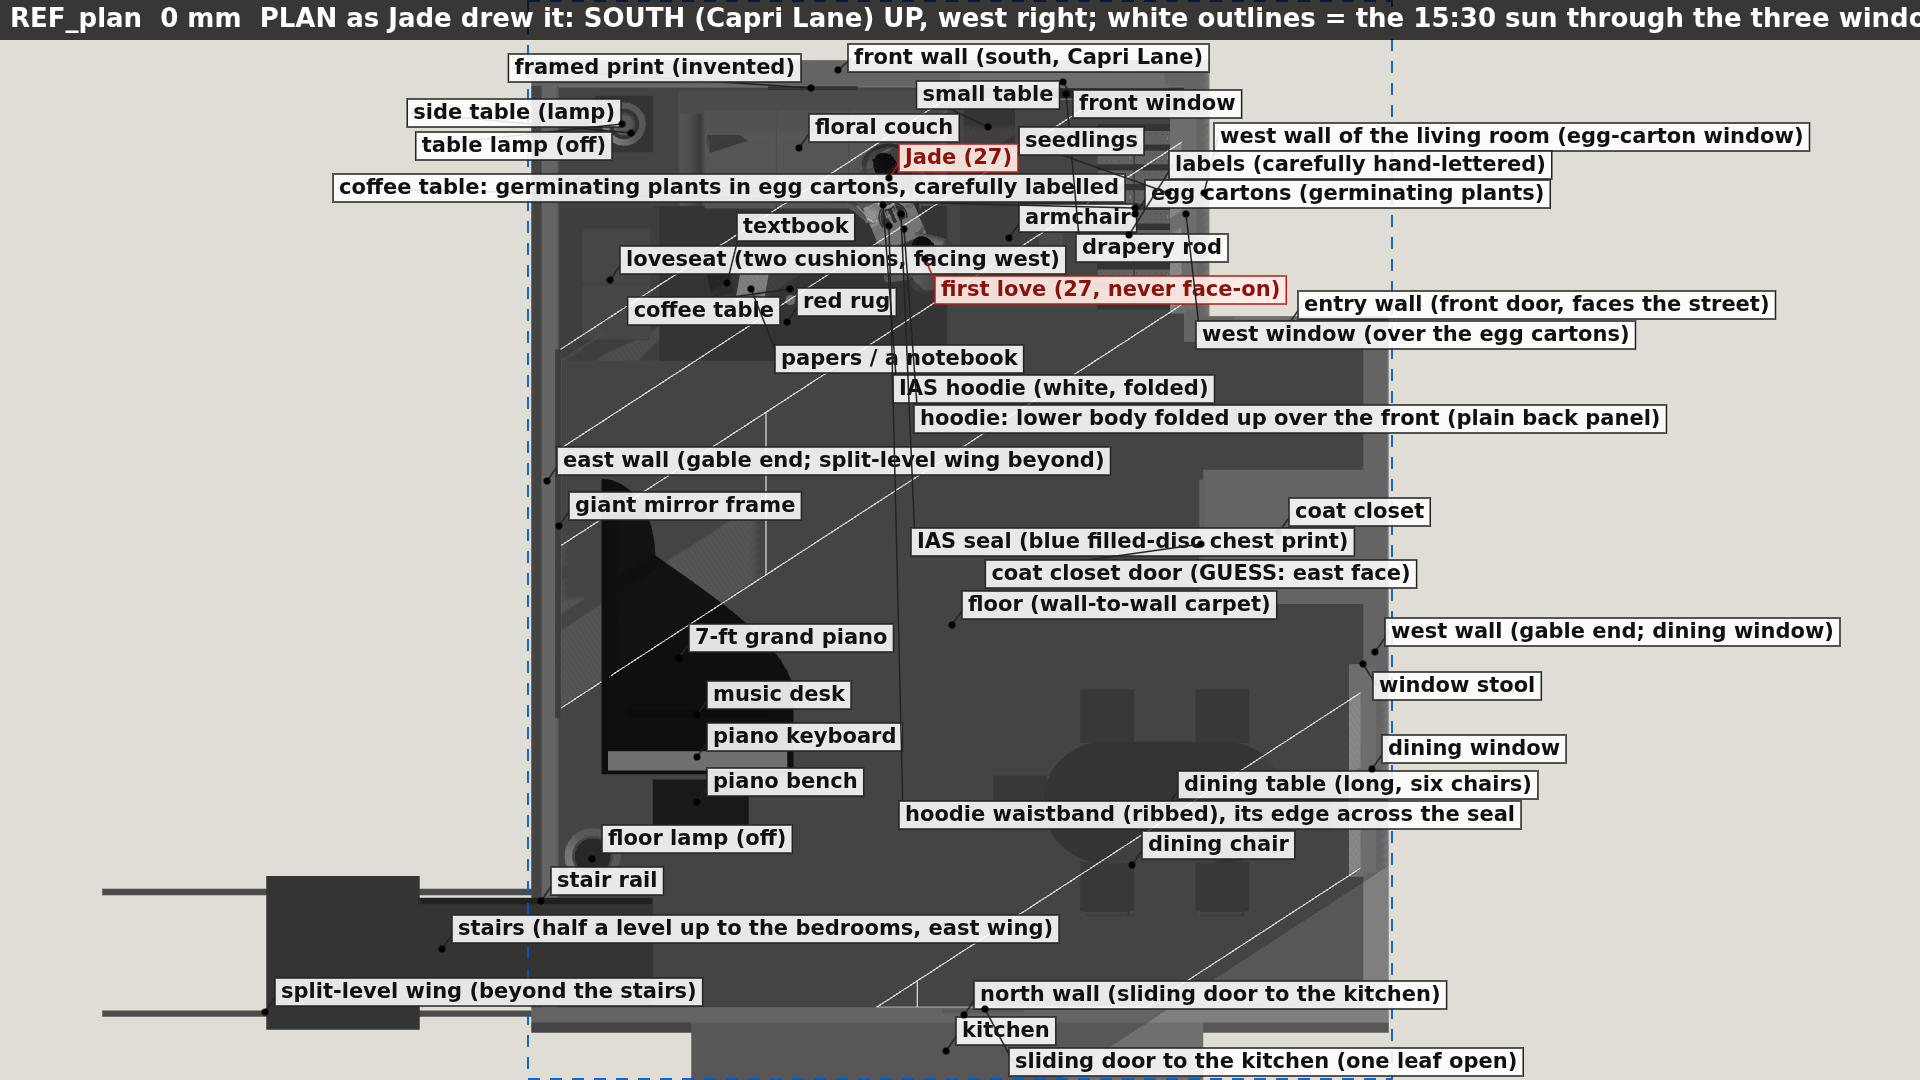 REF_plan 0 mm PLAN as Jade drew it: SOUTH (Capri Lane) UP, west right; white outlines = the 15:30 sun through the three windo
front wall (south, Capri Lane)
framed print (invented)
small table
front window
side table (lamp)
floral couch
west wall of the living room (egg-carton window)
table lamp (off)
seedlings
Jade (27)
labels (carefully hand-lettered)
coffee table: germinating plants in egg cartons, carefully labelled
egg cartons (germinating plants)
armchair
textbook
drapery rod
loveseat (two cushions, facing west)
first love (27, never face-on)
red rug
entry wall (front door, faces the street)
coffee table
west window (over the egg cartons)
papers / a notebook
IAS hoodie (white, folded)
hoodie: lower body folded up over the front (plain back panel)
east wall (gable end; split-level wing beyond)
giant mirror frame
coat closet
IAS seal (blue filled-disc chest print)
coat closet door (GUESS: east face)
floor (wall-to-wall carpet)
west wall (gable end; dining window)
7-ft grand piano
window stool
music desk
piano keyboard
dining window
piano bench
dining table (long, six chairs)
hoodie waistband (ribbed), its edge across the seal
floor lamp (off)
dining chair
stair rail
stairs (half a level up to the bedrooms, east wing)
split-level wing (beyond the stairs)
north wall (sliding door to the kitchen)
kitchen
sliding door to the kitchen (one leaf open)